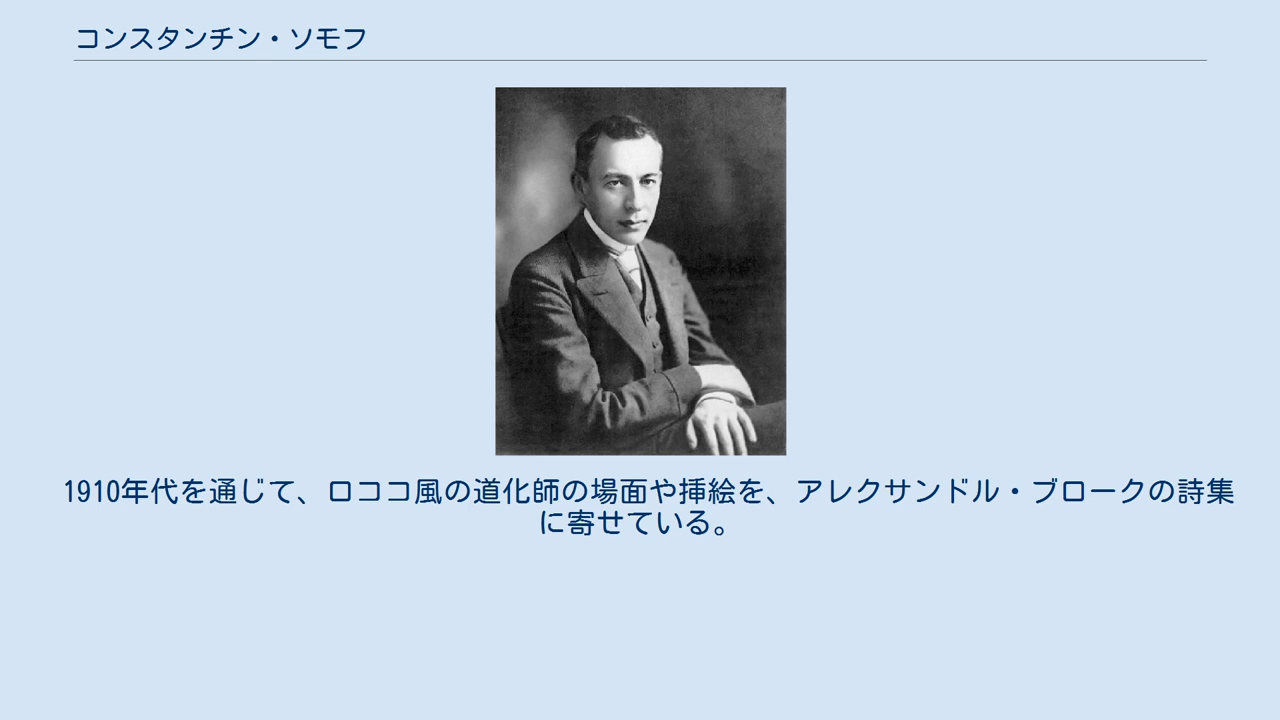 コンスタンチン・ソモフ
1910年代を通じて、ロココ風の道化師の場面や挿絵を、アレクサンドル・ブロークの詩集
に寄せている。